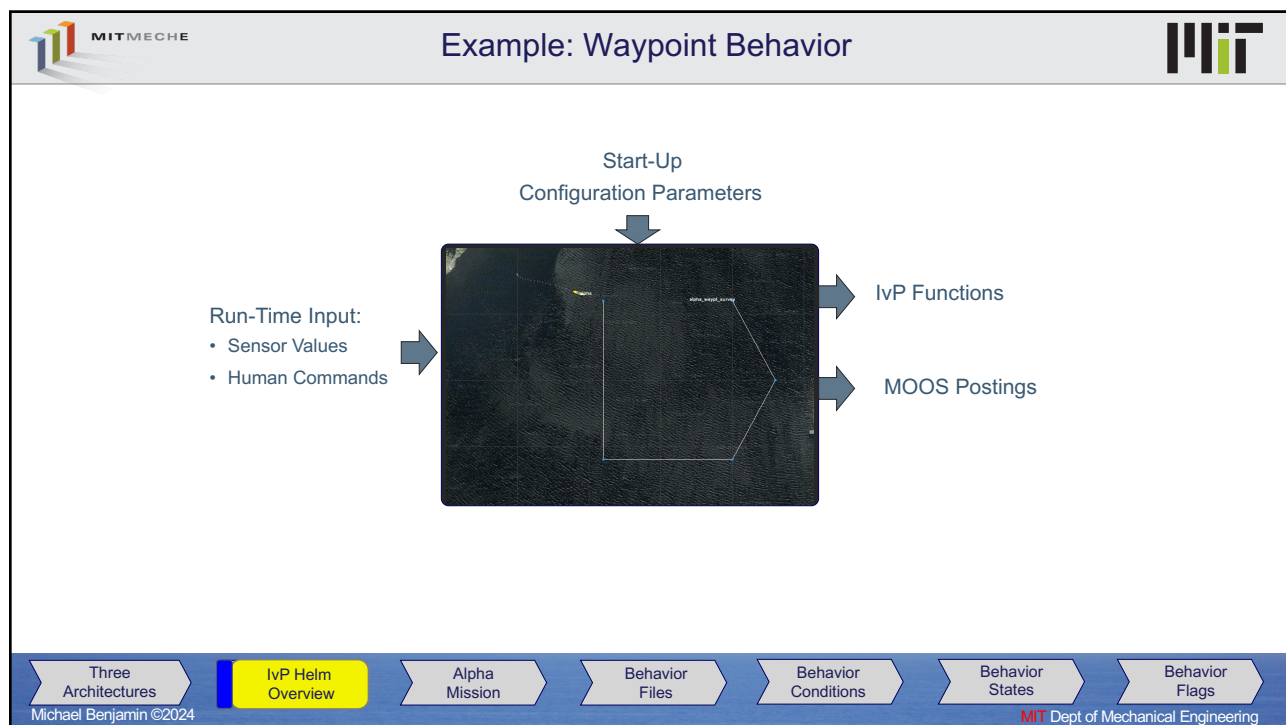 MITMECHE
Example: Waypoint Behavior
Start-Up
Configuration Parameters
alpha_waypt_survey
IvP Functions
Run-Time Input:
• Sensor Values
• Human Commands
MOOS Postings
Three
Architectures
IvP Helm
Overview
Alpha
Mission
Behavior
Files
Behavior
Conditions
Behavior
States
Behavior
Flags
Michael Benjamin ©2024
MIT Dept of Mechanical Engineering